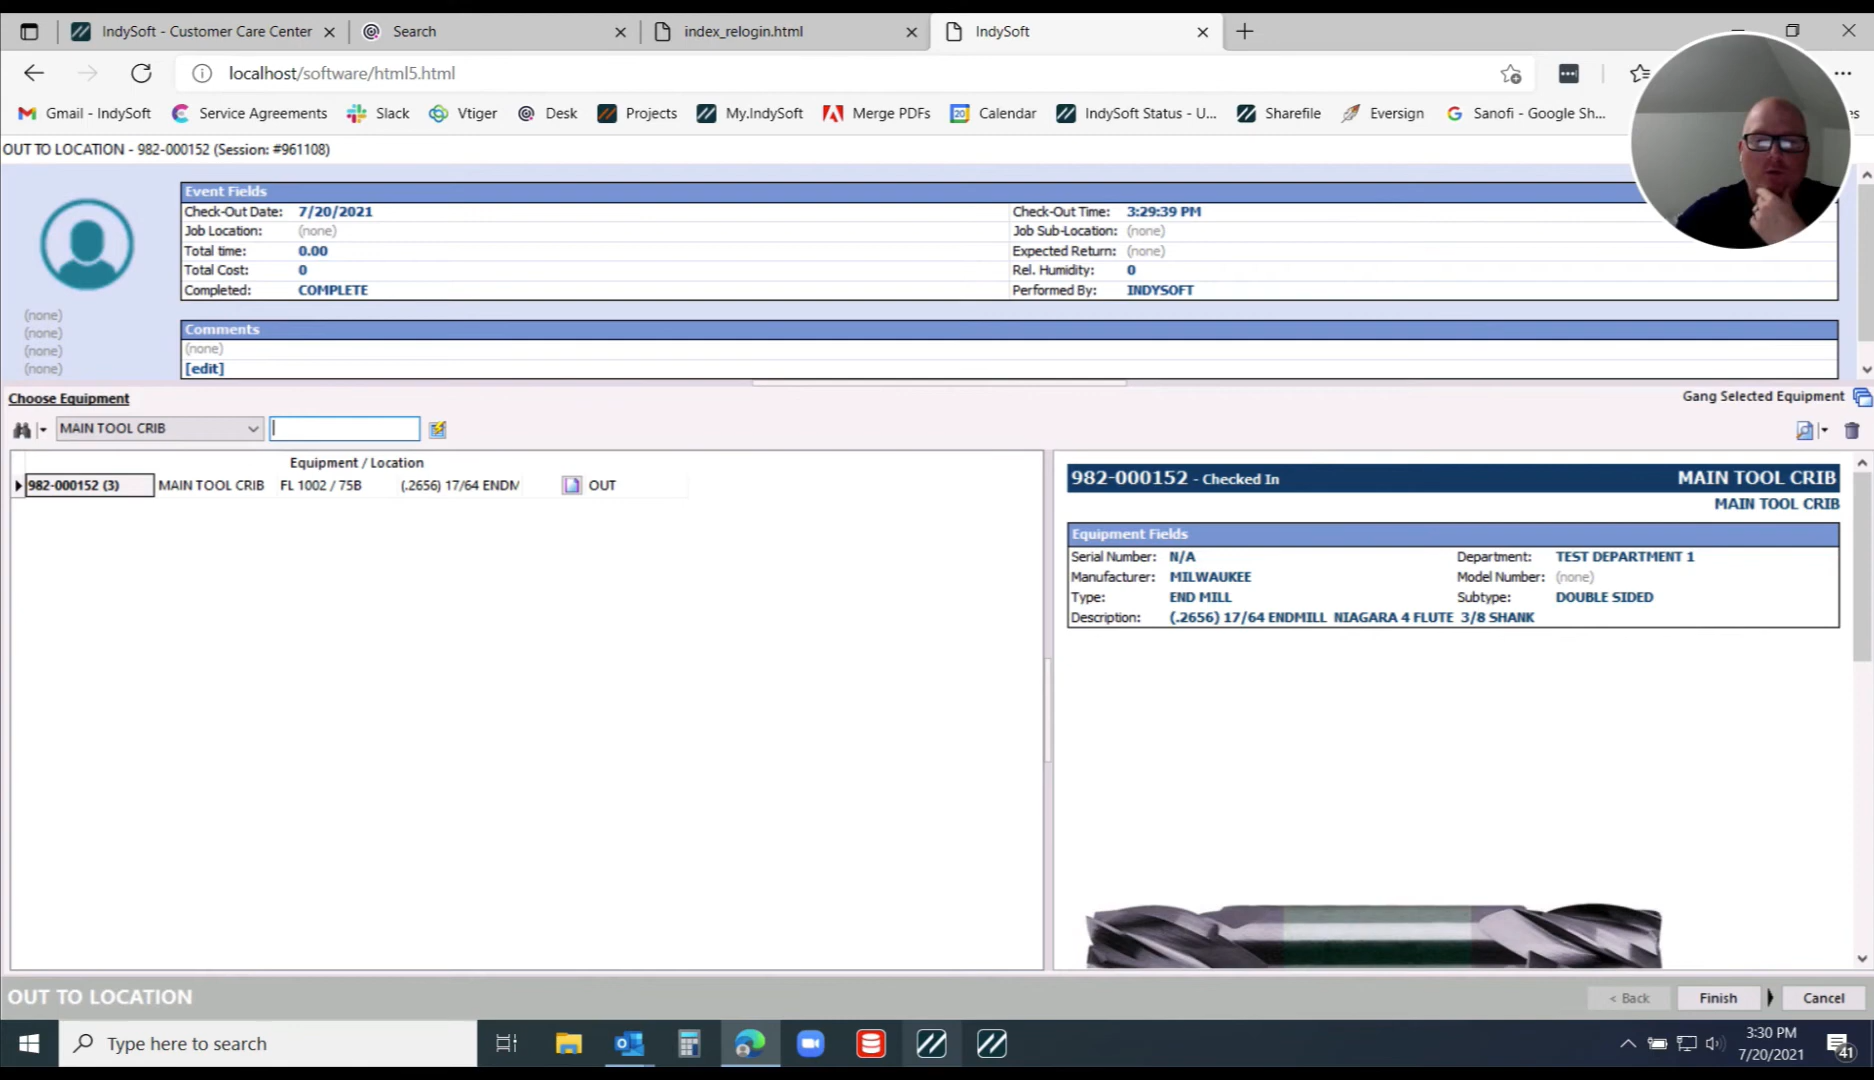 IndySoft - Customer Care Center
Search
index_relogin.html
IndySoft
localhost/software/html5.html
Gmail - IndySoft
Service Agreements
Slack
Vtiger
Desk
Projects
My.IndySoft
Merge PDFs
20
Calendar
IndySoft Status - U...
Sharefile
Eversign
Sanofi - Google Sh...
OUT TO LOCATION - 982-000152 (Session: #961108)
Event Fields
Check-Out Date: 7/20/2021 Check-Out Time: 3:29:39 PM
Job Location: (none) Job Sub-Location: (none)
Total time: 0.00 Expected Return: (none)
Total Cost: 0 Rel. Humidity: 0
Completed: COMPLETE Performed By: INDYSOFT
(none)
(none)
(none)
(none)
Comments
(none)
[edit]
Choose Equipment
Gang Selected Equipment
MAIN TOOL CRIB
Equipment / Location
982-000152 (3) MAIN TOOL CRIB FL 1002 / 75B (.2656) 17/64 ENDM OUT
982-000152 - Checked In MAIN TOOL CRIB
MAIN TOOL CRIB
Equipment Fields
Serial Number: N/A Department: TEST DEPARTMENT 1
Manufacturer: MILWAUKEE Model Number: (none)
Type: END MILL Subtype: DOUBLE SIDED
Description: (.2656) 17/64 ENDMILL NIAGARA 4 FLUTE 3/8 SHANK
OUT TO LOCATION
< Back Finish Cancel
Type here to search
3:30 PM
7/20/2021
41